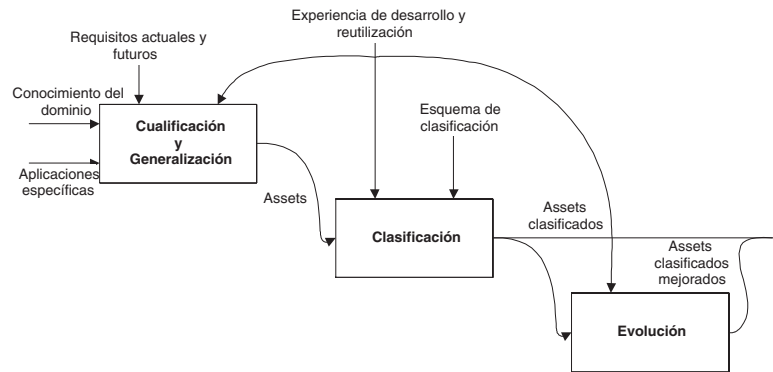 Experiencia de desarrollo y
reutilización
Requisitos actuales y
futuros
Conocimiento del
dominio
Esquema de
clasificación
Cualificación
y
Generalización
Aplicaciones
específicas
Assets
Clasificación
Assets
clasificados
Assets
clasificados
mejorados
Evolución